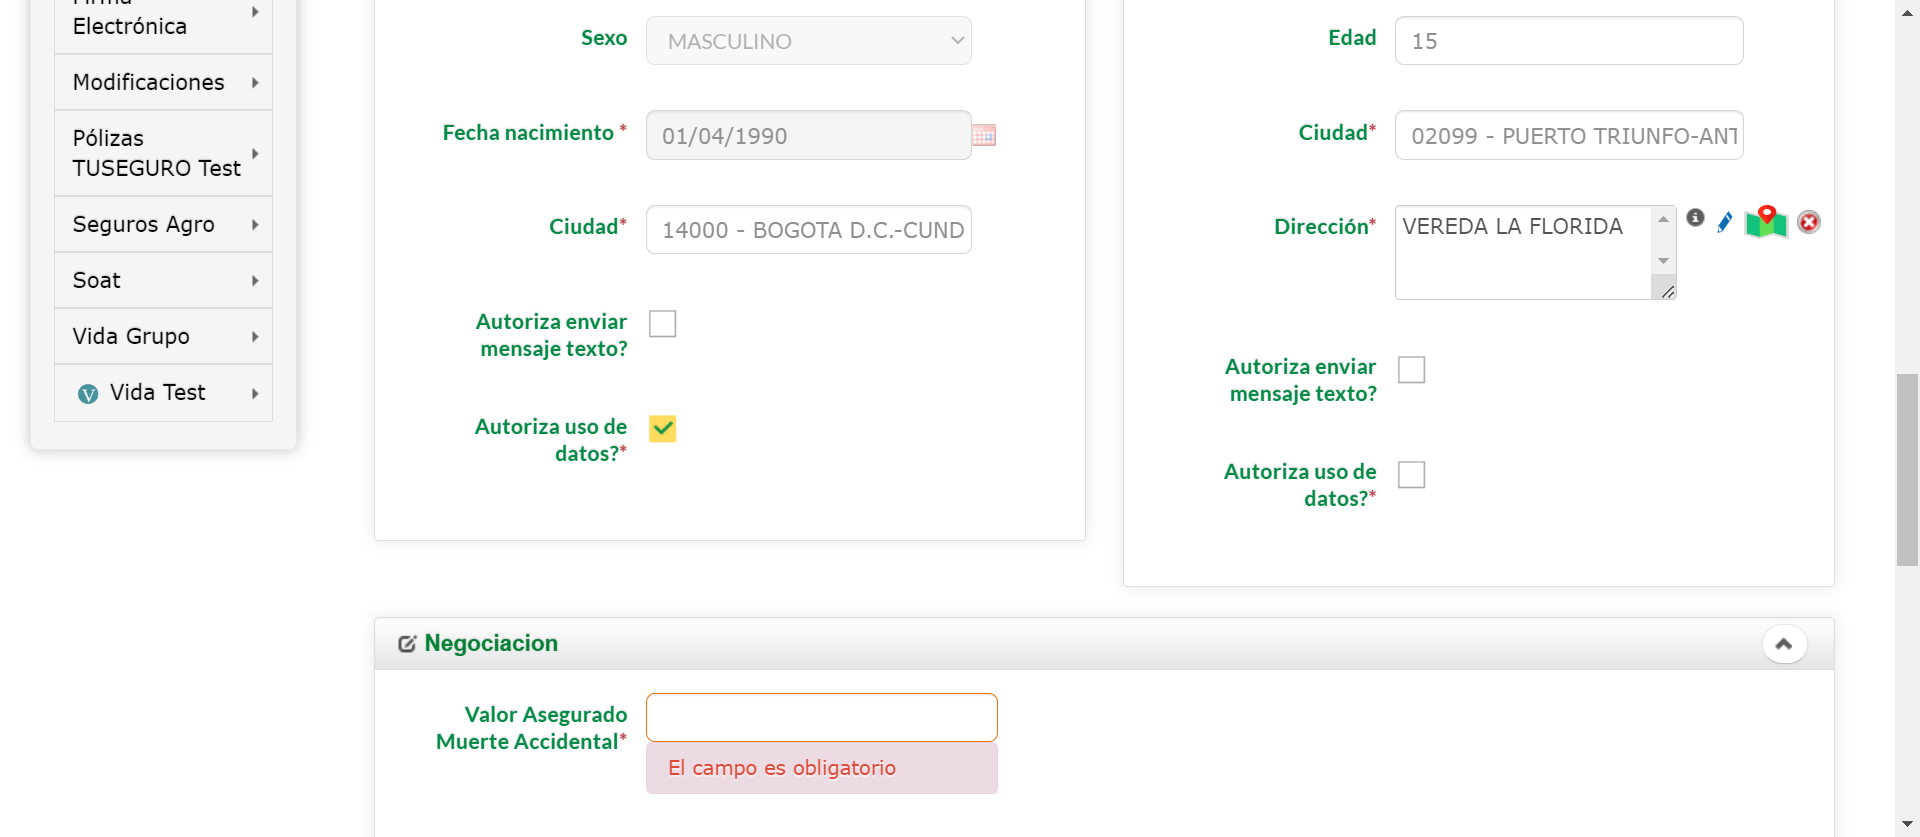 Electrónica
Modificaciones
Pólizas
TUSEGURO Test
Seguros Agro
Soat
Vida Grupo
V Vida Test
Sexo
MASCULINO
Fecha nacimiento *
01/04/1990
Ciudad*
14000 - BOGOTA D.C.-CUND
Autoriza enviar
mensaje texto?
Autoriza uso de
datos?*
Edad
15
Ciudad*
02099 - PUERTO TRIUNFO-ANT
Dirección*
VEREDA LA FLORIDA
Autoriza enviar
mensaje texto?
Autoriza uso de
datos?*
Negociacion
Valor Asegurado
Muerte Accidental*
El campo es obligatorio